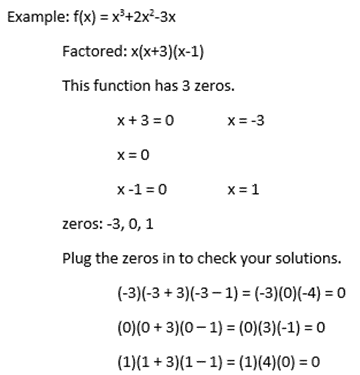 Example: f(x) = x³+2x²-3x
Factored: x(x+3)(x-1)
This function has 3 zeros.
x + 3 = 0 x = -3
x = 0
x -1 = 0 x = 1
zeros: -3, 0, 1
Plug the zeros in to check your solutions.
(-3)(-3 + 3)(-3 – 1) = (-3)(0)(-4) = 0
(0)(0 + 3)(0 – 1) = (0)(3)(-1) = 0
(1)(1 + 3)(1 – 1) = (1)(4)(0) = 0